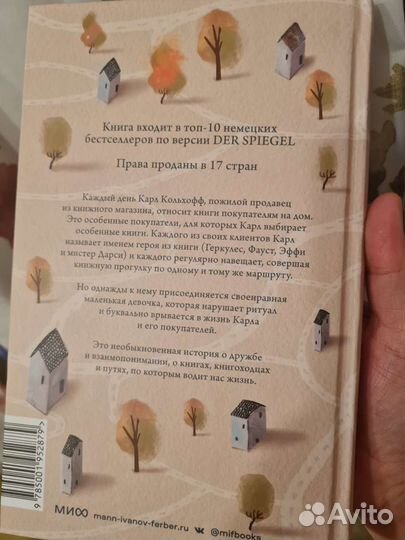 Книга входит в топ-10 немецких
бестселлеров по версии DER SPIEGEL
Права проданы в 17 стран
Каждый день Карл Кольхофф, пожилой продавец
из книжного магазина, относит книги покупателям на дом.
Это особенные покупатели, для которых Карл выбирает
особенные книги. Каждого из своих клиентов Карл
называет именем героя из книги (Геркулес, Фауст, Эффи
и мистер Дарси) и каждого регулярно навещает, совершая
книжную прогулку по одному и тому же маршруту.
Но однажды к нему присоединяется своенравная
маленькая девочка, которая нарушает ритуал
и буквально врывается в жизнь Карла
и его покупателей.
Это необыкновенная история о дружбе
и взаимопонимании, о книгах, книгоходцах
и путях, по которым водит нас жизнь.
9 785001 952879
МИФ mann-ivanov-ferber.ru @mifbooks
Avito